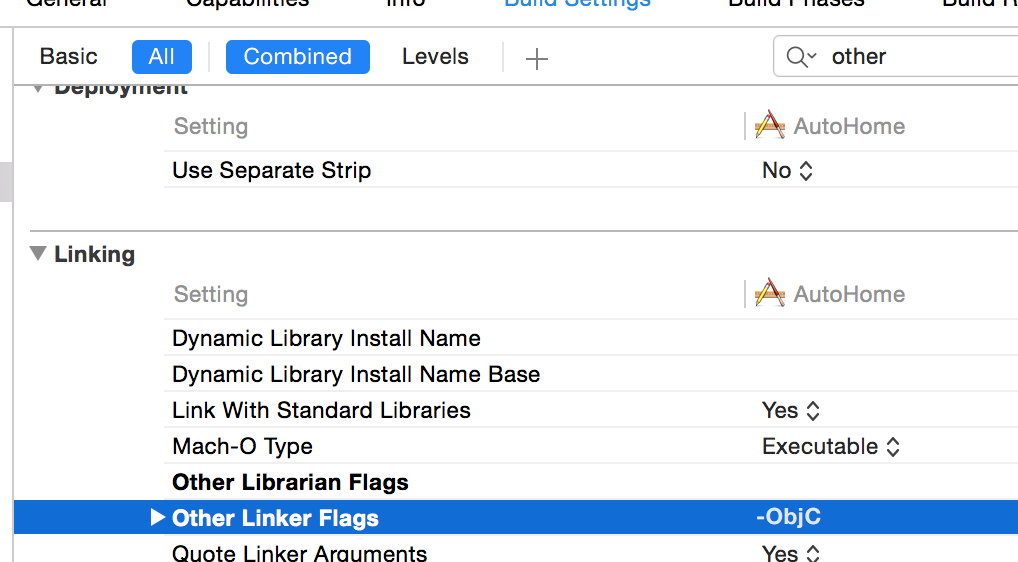 General Capabilities Info Build Settings Build Phases
Basic All Combined Levels other
Deployment
Setting AutoHome
Use Separate Strip No
Linking
Setting AutoHome
Dynamic Library Install Name
Dynamic Library Install Name Base
Link With Standard Libraries Yes
Mach-O Type Executable
Other Librarian Flags
Other Linker Flags -ObjC
Quote Linker Arguments Yes